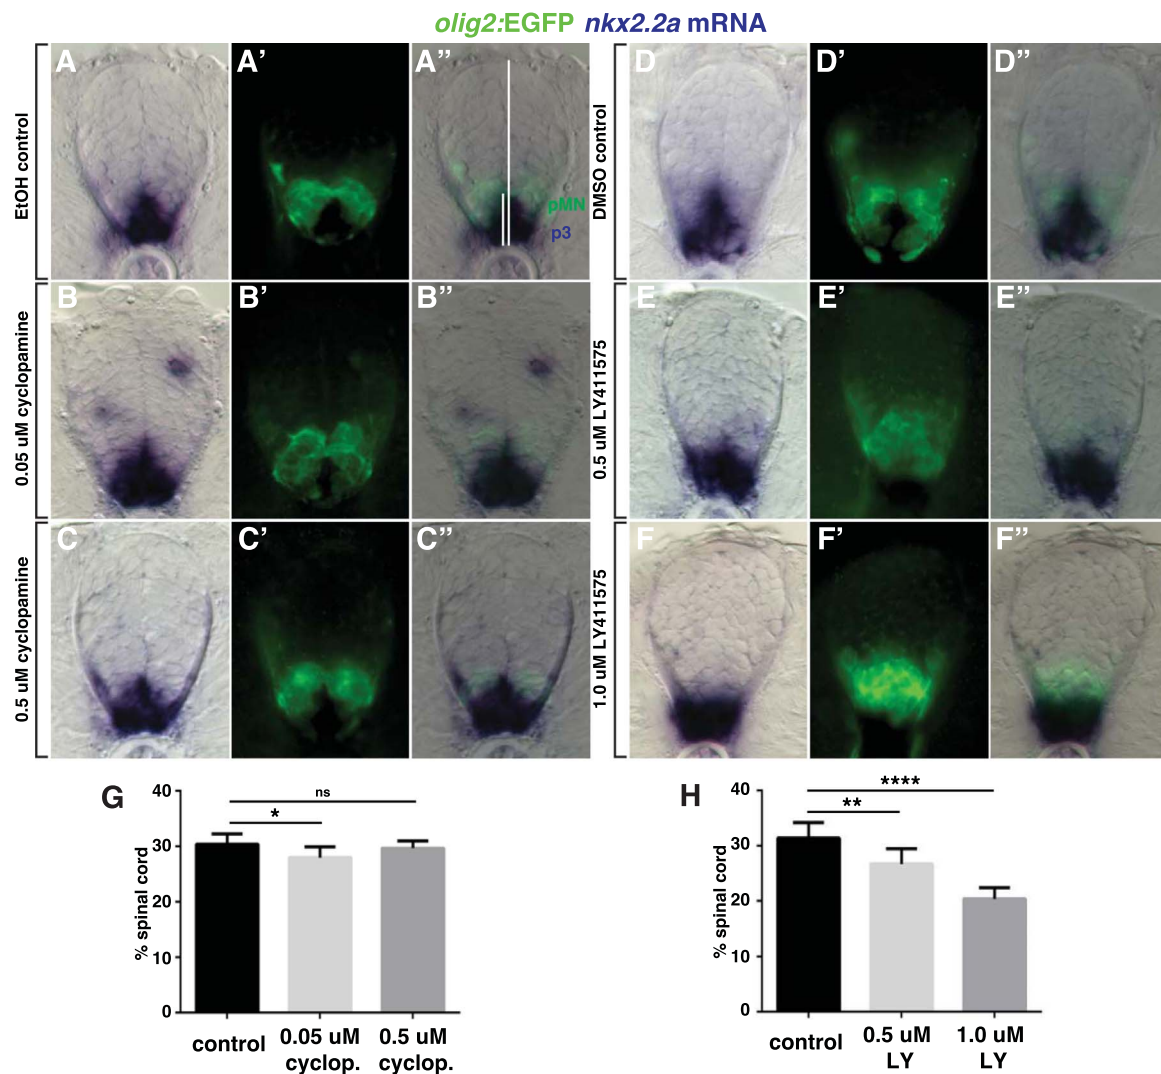 olig2:EGFP nkx2.2a mRNA
EtOH control
A
A’
A’’
pMN
p3
DMSO control
D
D’
D’’
0.05 uM cyclopamine
B
B’
B’’
0.5 uM LY411575
E
E’
E’’
0.5 uM cyclopamine
C
C’
C’’
1.0 uM LY411575
F
F’
F’’
G
% spinal cord
40
30
20
10
0
ns
*
control
0.05 uM
cyclop.
0.5 uM
cyclop.
H
% spinal cord
40
30
20
10
0
****
**
control
0.5 uM
LY
1.0 uM
LY